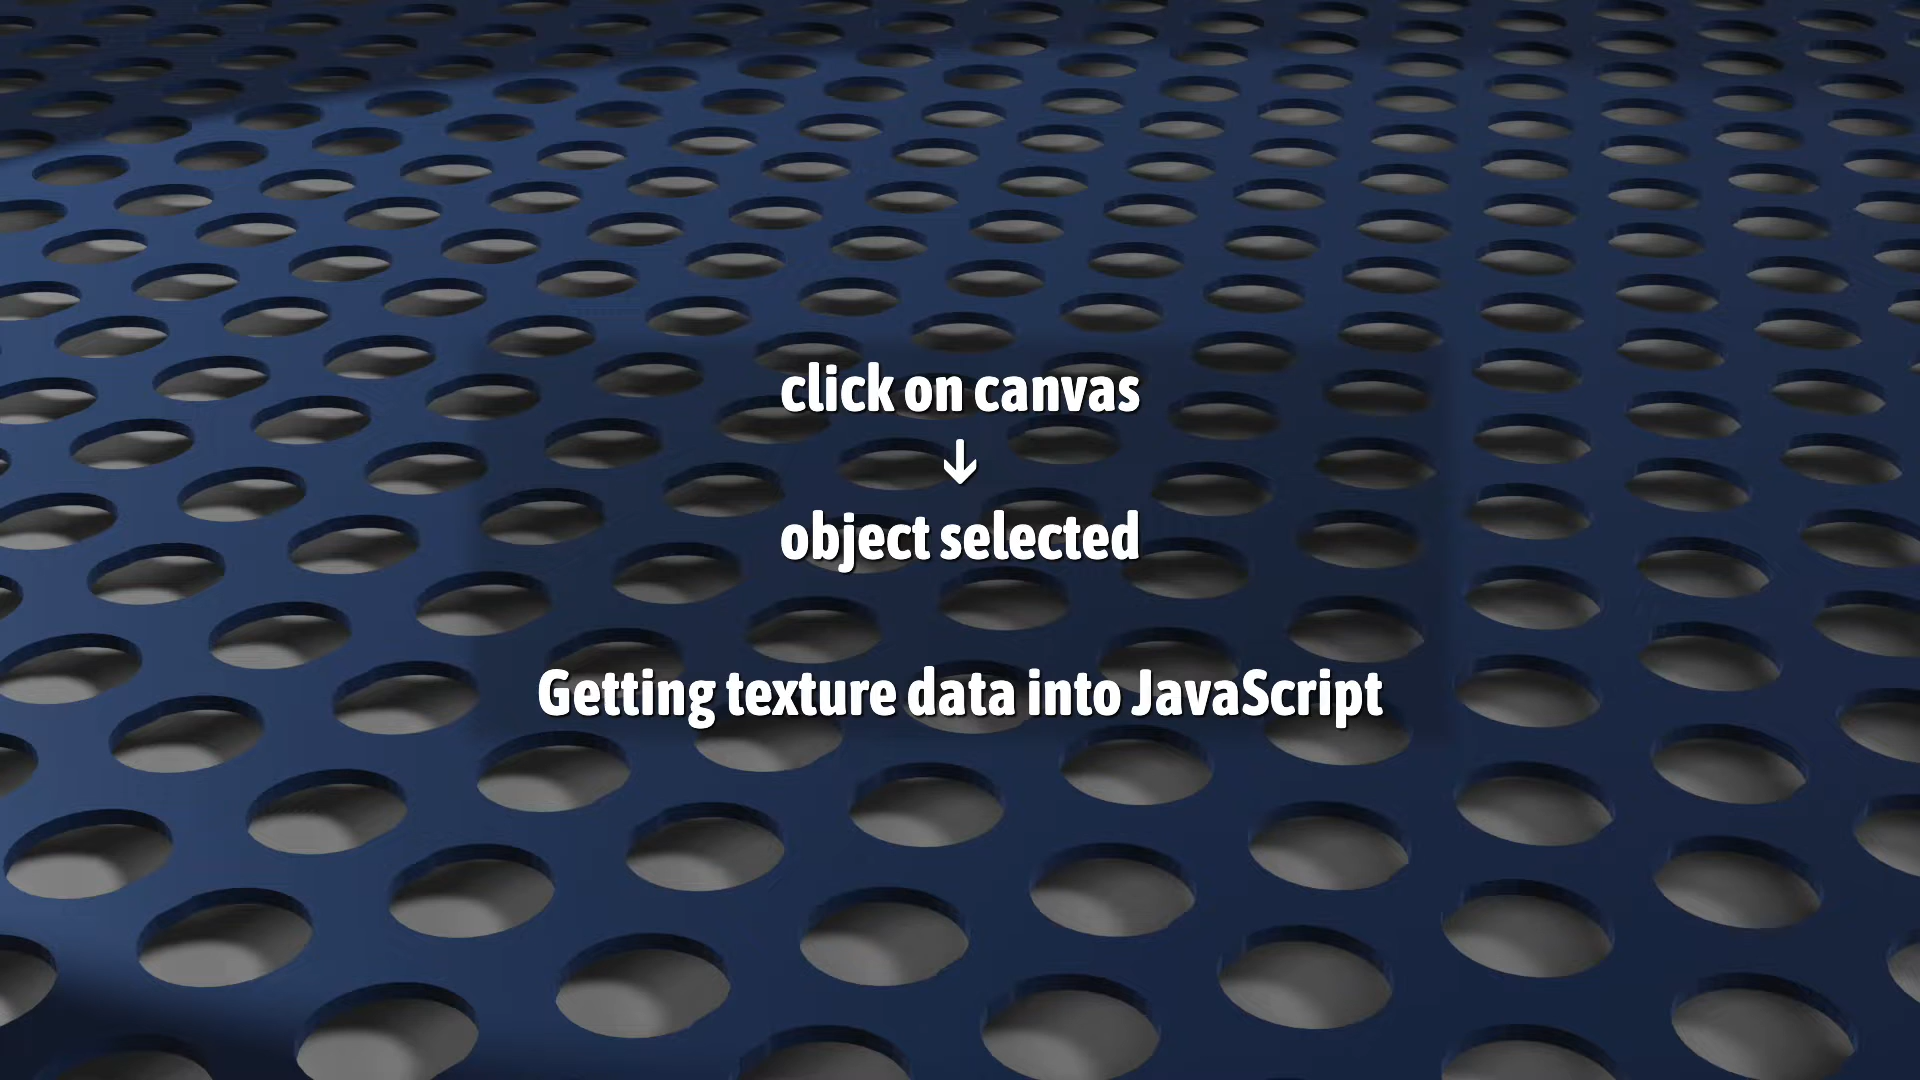 click on canvas
↓
object selected
Getting texture data into JavaScript